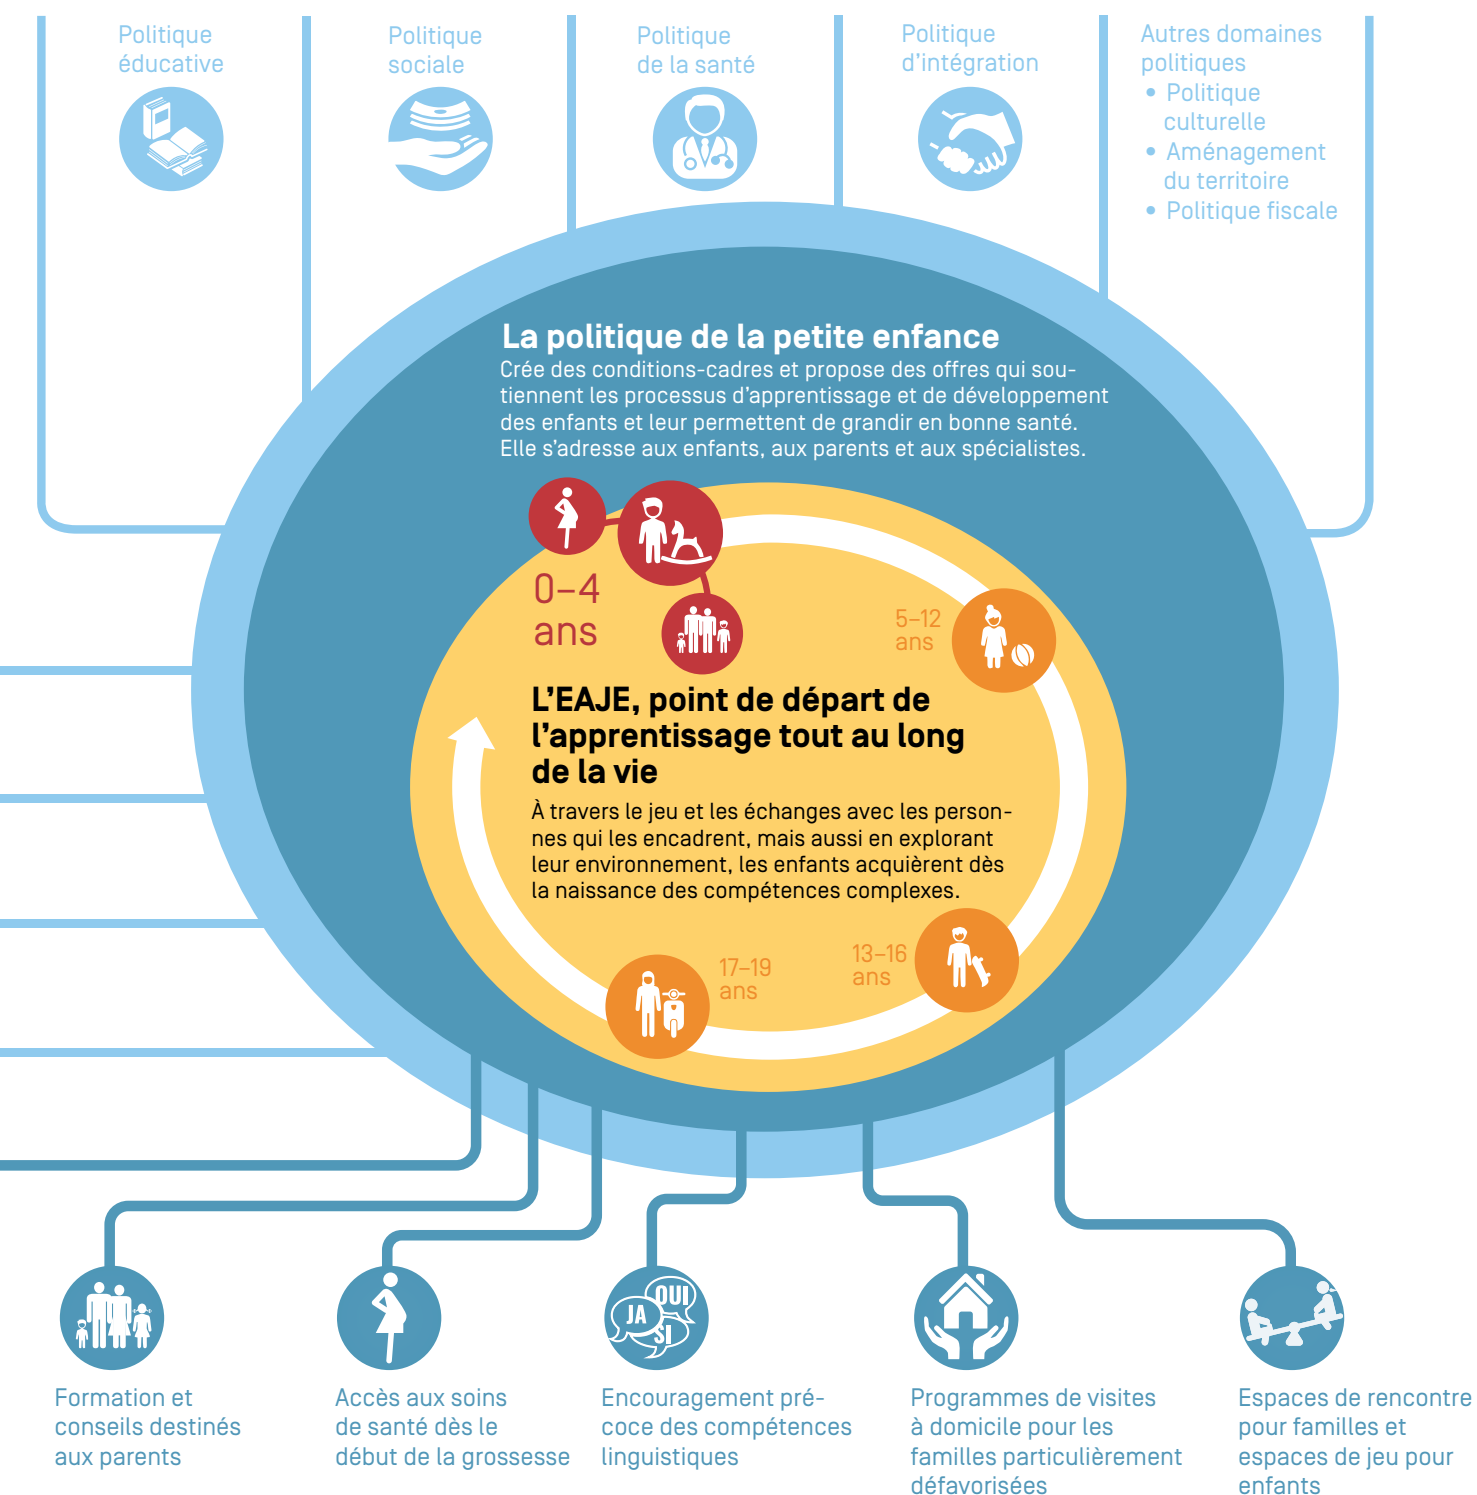 Politique
éducative
Politique
sociale
Politique
de la santé
Politique
d'intégration
Autres domaines
politiques
• Politique
culturelle
• Aménagement
du territoire
• Politique fiscale
La politique de la petite enfance
Crée des conditions-cadres et propose des offres qui sou-
tiennent les processus d'apprentissage et de développement
des enfants et leur permettent de grandir en bonne santé.
Elle s'adresse aux enfants, aux parents et aux spécialistes.
0–4
ans
5–12
ans
L'EAJE, point de départ de
l'apprentissage tout au long
de la vie
À travers le jeu et les échanges avec les person-
nes qui les encadrent, mais aussi en explorant
leur environnement, les enfants acquièrent dès
la naissance des compétences complexes.
17–19
ans
13–16
ans
OUI
JA
SI
Formation et
conseils destinés
aux parents
Accès aux soins
de santé dès le
début de la grossesse
Encouragement pré-
coce des compétences
linguistiques
Programmes de visites
à domicile pour les
familles particulièrement
défavorisées
Espaces de rencontre
pour familles et
espaces de jeu pour
enfants